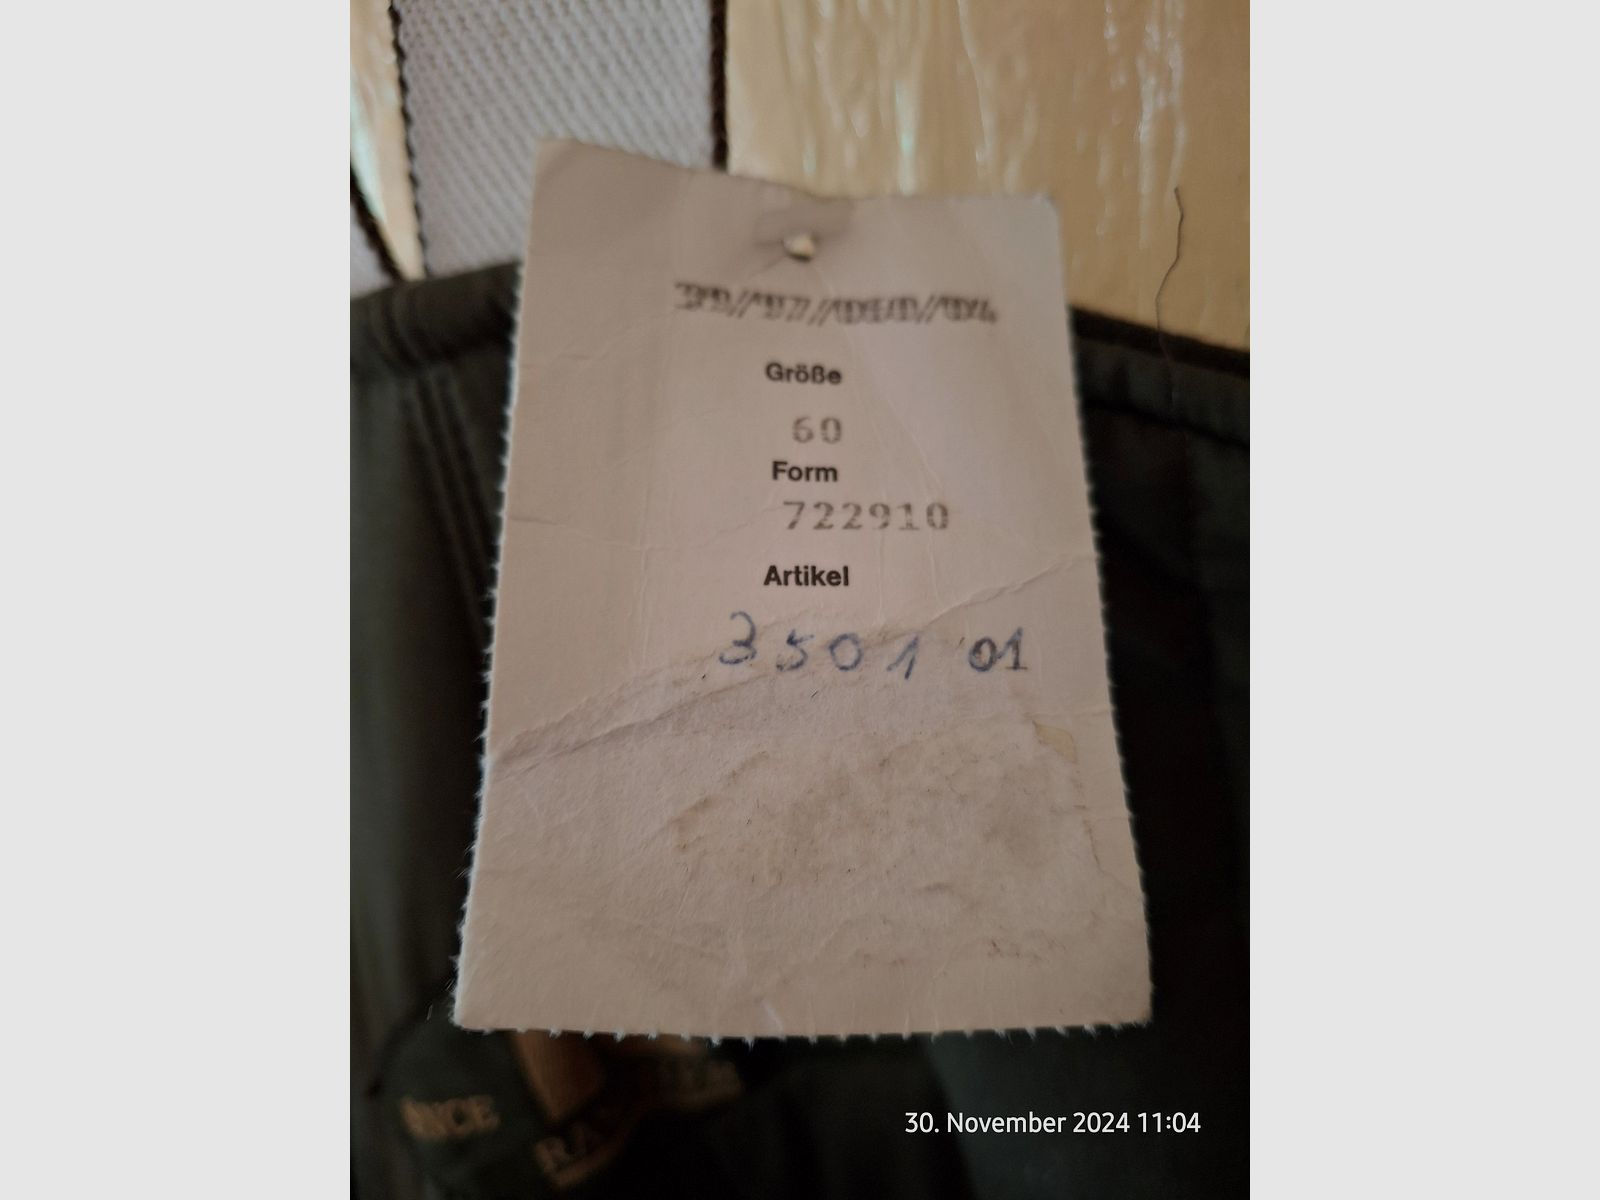 Größe
60
Form
722910
Artikel
3501 01
30. November 2024 11:04